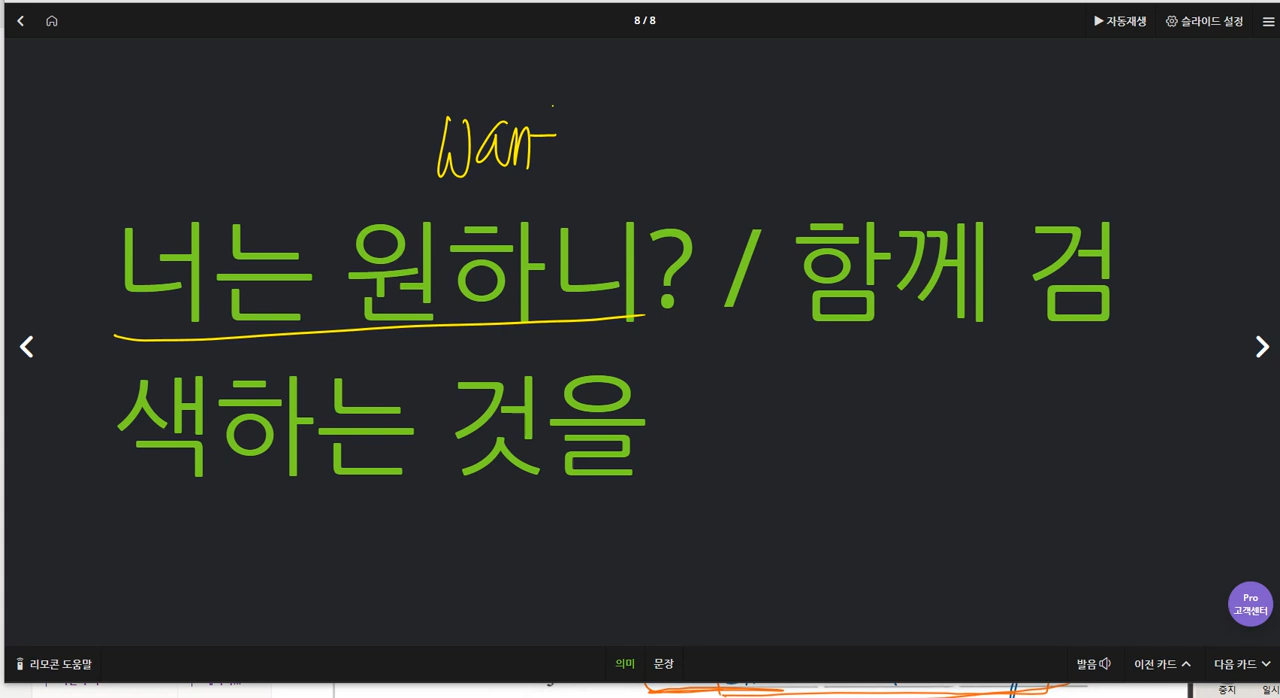 8 / 8
▶ 자동재생
슬라이드 설정
너는 원하니? / 함께 검
색하는 것을
Pro
고객센터
리모콘 도움말
의미
문장
발음
이전 카드
다음 카드
중지
일시